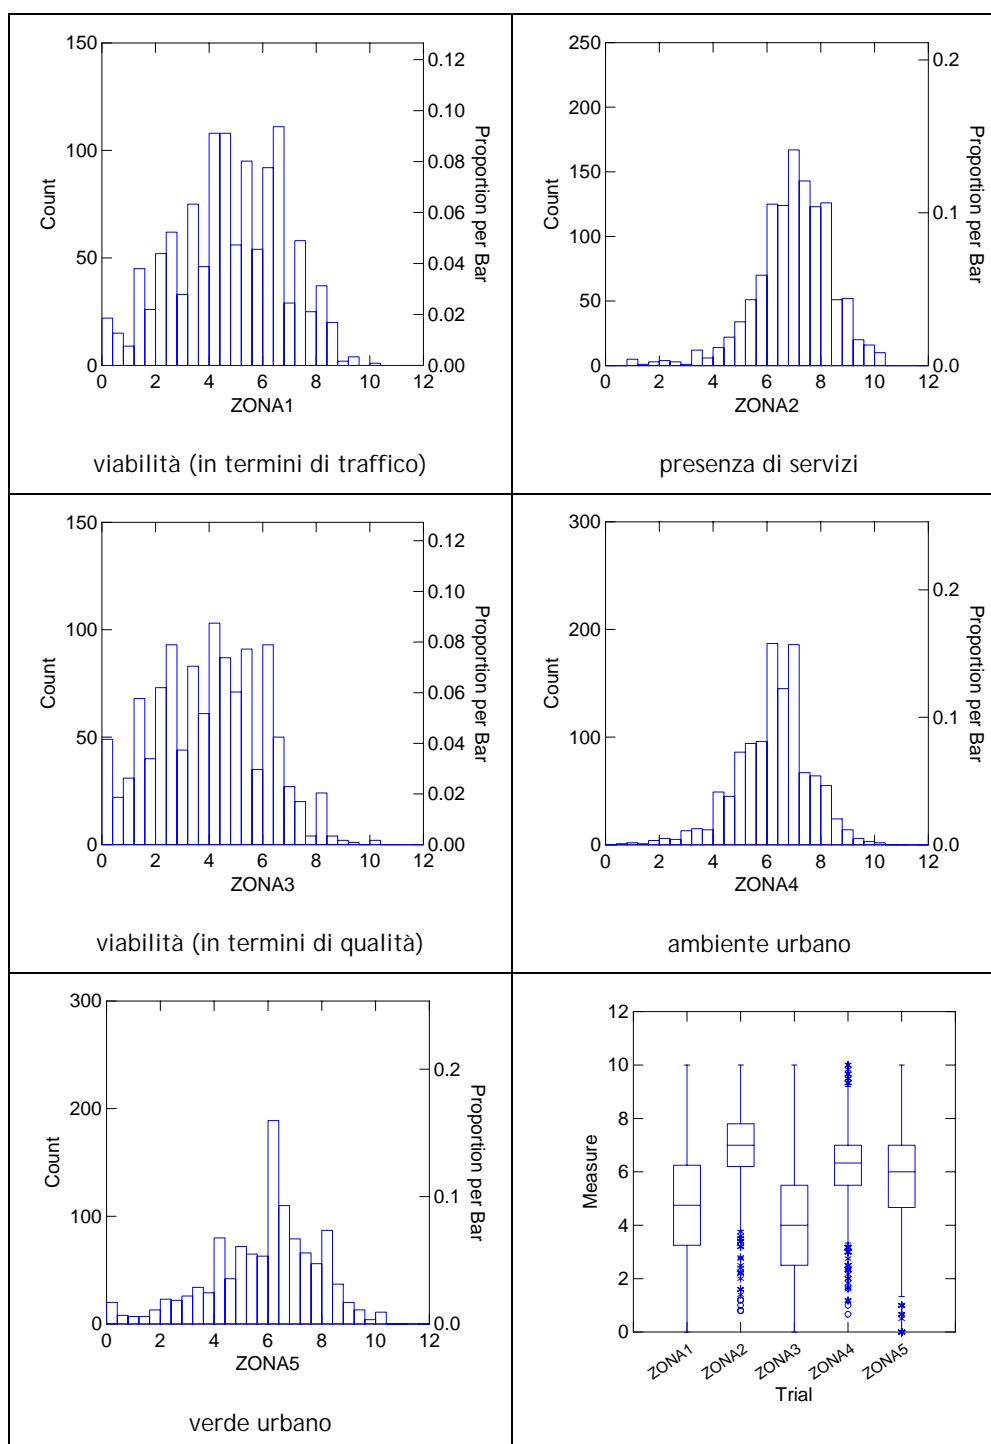 150
100
50
0
Count
0.12
0.10
0.08
0.06
0.04
0.02
0.00
Proportion per Bar
0 2 4 6 8 10 12
ZONA1
viabilità (in termini di traffico)
250
200
150
100
50
0
Count
0.2
0.1
0.0
Proportion per Bar
0 2 4 6 8 10 12
ZONA2
presenza di servizi
150
100
50
0
Count
0.12
0.10
0.08
0.06
0.04
0.02
0.00
Proportion per Bar
0 2 4 6 8 10 12
ZONA3
viabilità (in termini di qualità)
300
200
100
0
Count
0.2
0.1
0.0
Proportion per Bar
0 2 4 6 8 10 12
ZONA4
ambiente urbano
300
200
100
0
Count
0.2
0.1
0.0
Proportion per Bar
0 2 4 6 8 10 12
ZONA5
verde urbano
12
10
8
6
4
2
0
Measure
ZONA1 ZONA2 ZONA3 ZONA4 ZONA5
Trial